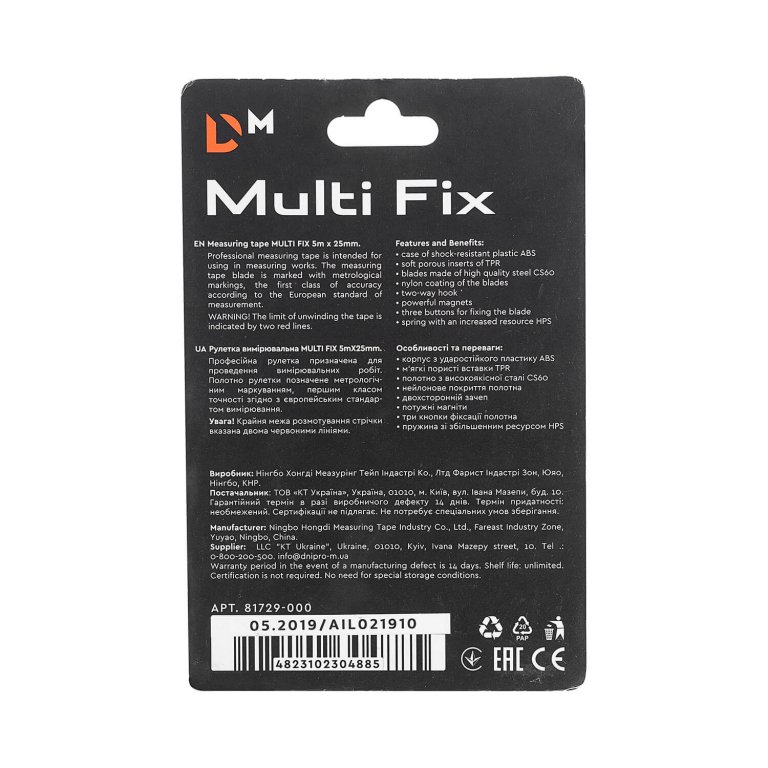 DM
Multi Fix
EN Measuring tape MULTI FIX 5m x 25mm.
Professional measuring tape is intended for
using in measuring works. The measuring
tape blade is marked with metrological
markings, the first class of accuracy
according to the European standard of
measurement.
WARNING! The limit of unwinding the tape is
indicated by two red lines.
Features and Benefits:
• case of shock-resistant plastic ABS
• soft porous inserts of TPR
• blades made of high quality steel CS60
• nylon coating of the blades
• two-way hook
• powerful magnets
• three buttons for fixing the blade
• spring with an increased resource HPS
UA Рулетка вимірювальна MULTI FIX 5mX25mm.
Професійна рулетка призначена для
проведення вимірювальних робіт.
Полотно рулетки позначене метрологіч-
ним маркуванням, першим класом
точності згідно з європейським стандар-
том вимірювання.
Увага! Крайня межа розмотування стрічки
вказана двома червоними лініями.
Особливості та переваги:
• корпус з ударостійкого пластику ABS
• м'які пористі вставки TPR
• полотно з високоякісної сталі CS60
• нейлонове покриття полотна
• двохсторонній зачеп
• потужні магніти
• три кнопки фіксації полотна
• пружина зі збільшенним ресурсом HPS
Виробник: Нінгбо Хонгді Меазурінг Тейп Індастрі Ко., Лтд Фарист Індастрі Зон, Юяо,
Нінгбо, КНР.
Постачальник: ТОВ «КТ Україна», Україна, 01010, м. Київ, вул. Івана Мазепи, буд. 10.
Гарантійний термін в разі виробничого дефекту 14 днів. Термін придатності:
необмежений. Сертифікації не підлягає. Не потребує спеціальних умов зберігання.
Manufacturer: Ningbo Hongdi Measuring Tape Industry Co., Ltd., Fareast Industry Zone,
Yuyao, Ningbo, China.
Supplier: LLC "KT Ukraine", Ukraine, 01010, Kyiv, Ivana Mazepy street, 10. Tel .:
0-800-200-500. info@dnipro-m.ua
Warranty period in the event of a manufacturing defect is 14 days. Shelf life: unlimited.
Certification is not required. No need for special storage conditions.
АРТ. 81729-000
05.2019/AIL021910
4823102304885
20
PAP
EAC CE